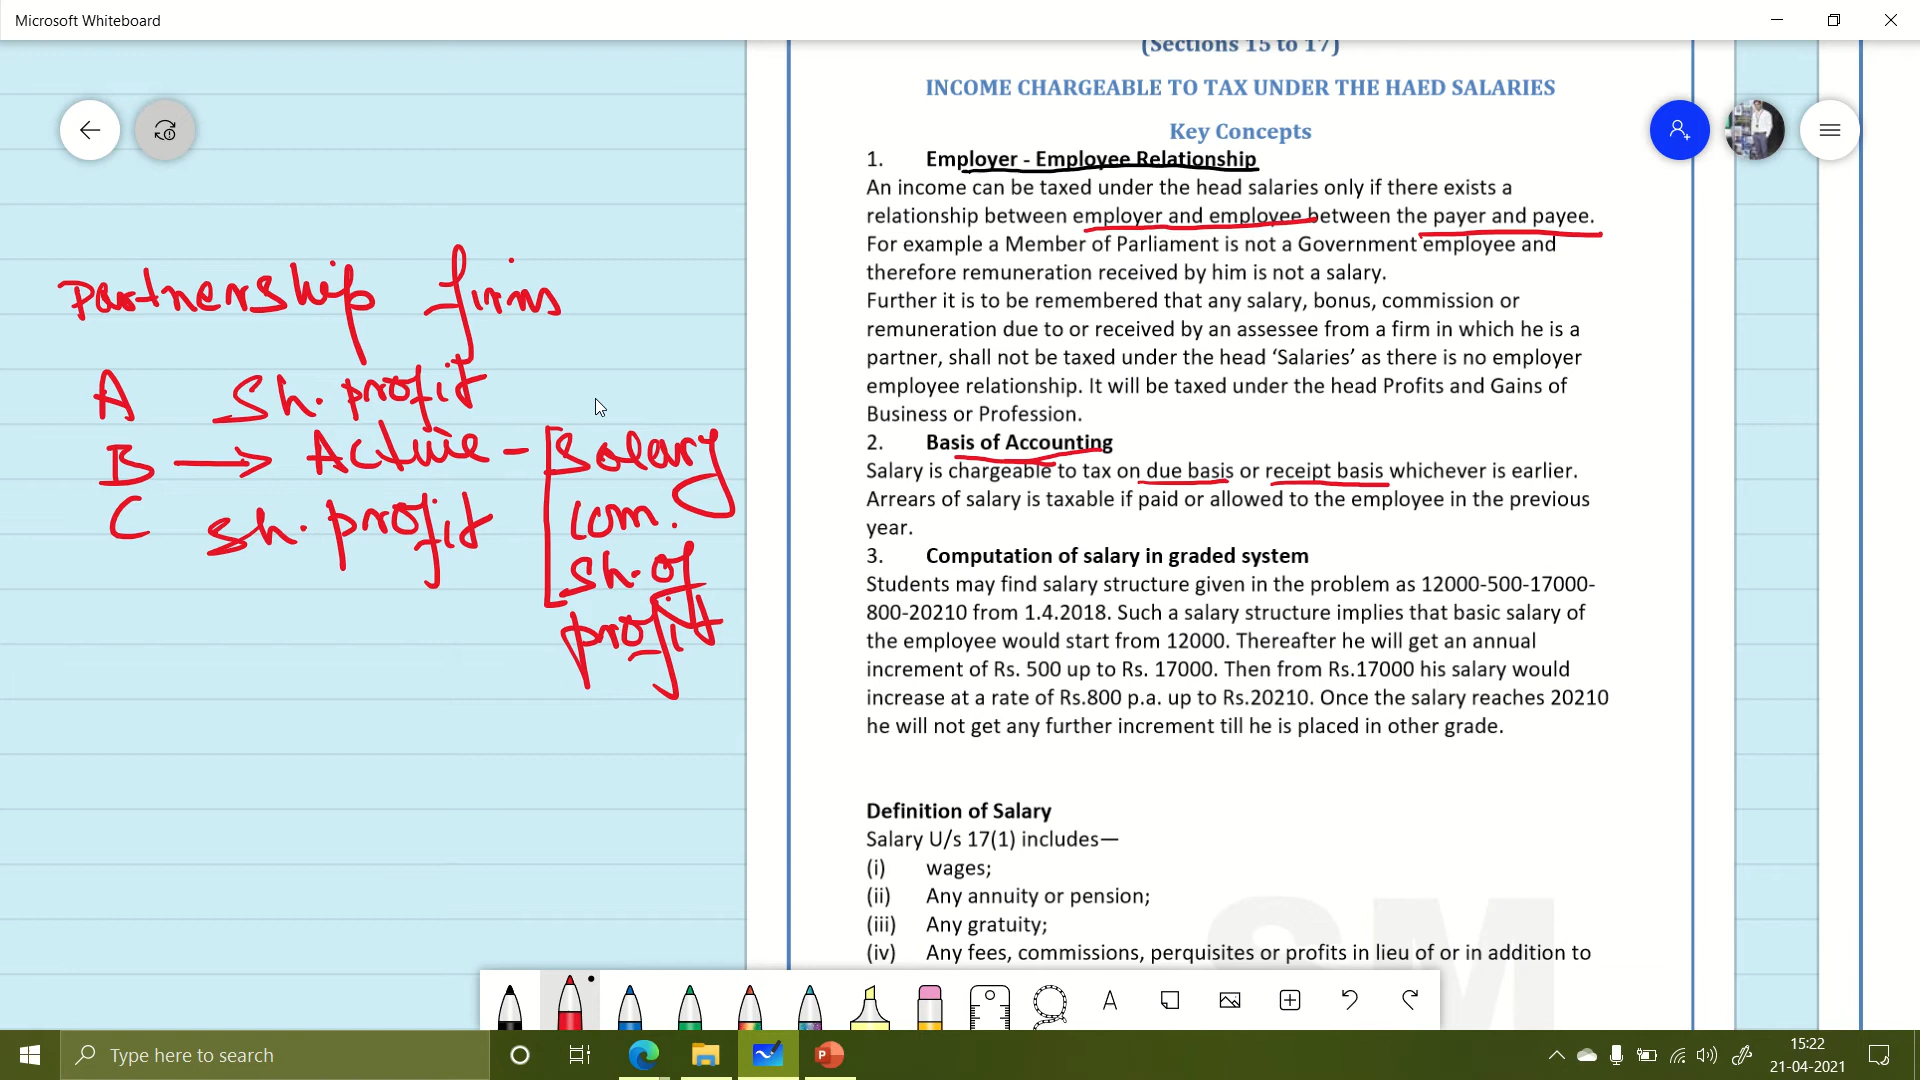 Microsoft Whiteboard
(Sections 15 to 17)
INCOME CHARGEABLE TO TAX UNDER THE HAED SALARIES
Key Concepts
1. Employer - Employee Relationship
An income can be taxed under the head salaries only if there exists a
relationship between employer and employee between the payer and payee.
For example a Member of Parliament is not a Government employee and
therefore remuneration received by him is not a salary.
Further it is to be remembered that any salary, bonus, commission or
remuneration due to or received by an assessee from a firm in which he is a
partner, shall not be taxed under the head ‘Salaries’ as there is no employer
employee relationship. It will be taxed under the head Profits and Gains of
Business or Profession.
2. Basis of Accounting
Salary is chargeable to tax on due basis or receipt basis whichever is earlier.
Arrears of salary is taxable if paid or allowed to the employee in the previous
year.
3. Computation of salary in graded system
Students may find salary structure given in the problem as 12000-500-17000-
800-20210 from 1.4.2018. Such a salary structure implies that basic salary of
the employee would start from 12000. Thereafter he will get an annual
increment of Rs. 500 up to Rs. 17000. Then from Rs.17000 his salary would
increase at a rate of Rs.800 p.a. up to Rs.20210. Once the salary reaches 20210
he will not get any further increment till he is placed in other grade.
Definition of Salary
Salary U/s 17(1) includes—
(i) wages;
(ii) Any annuity or pension;
(iii) Any gratuity;
(iv) Any fees, commissions, perquisites or profits in lieu of or in addition to
SM
Partnership firms
A Sh. profit
B → Active - Salary
C Sh. profit com.
Sh. of
profit
Type here to search
15:22
21-04-2021